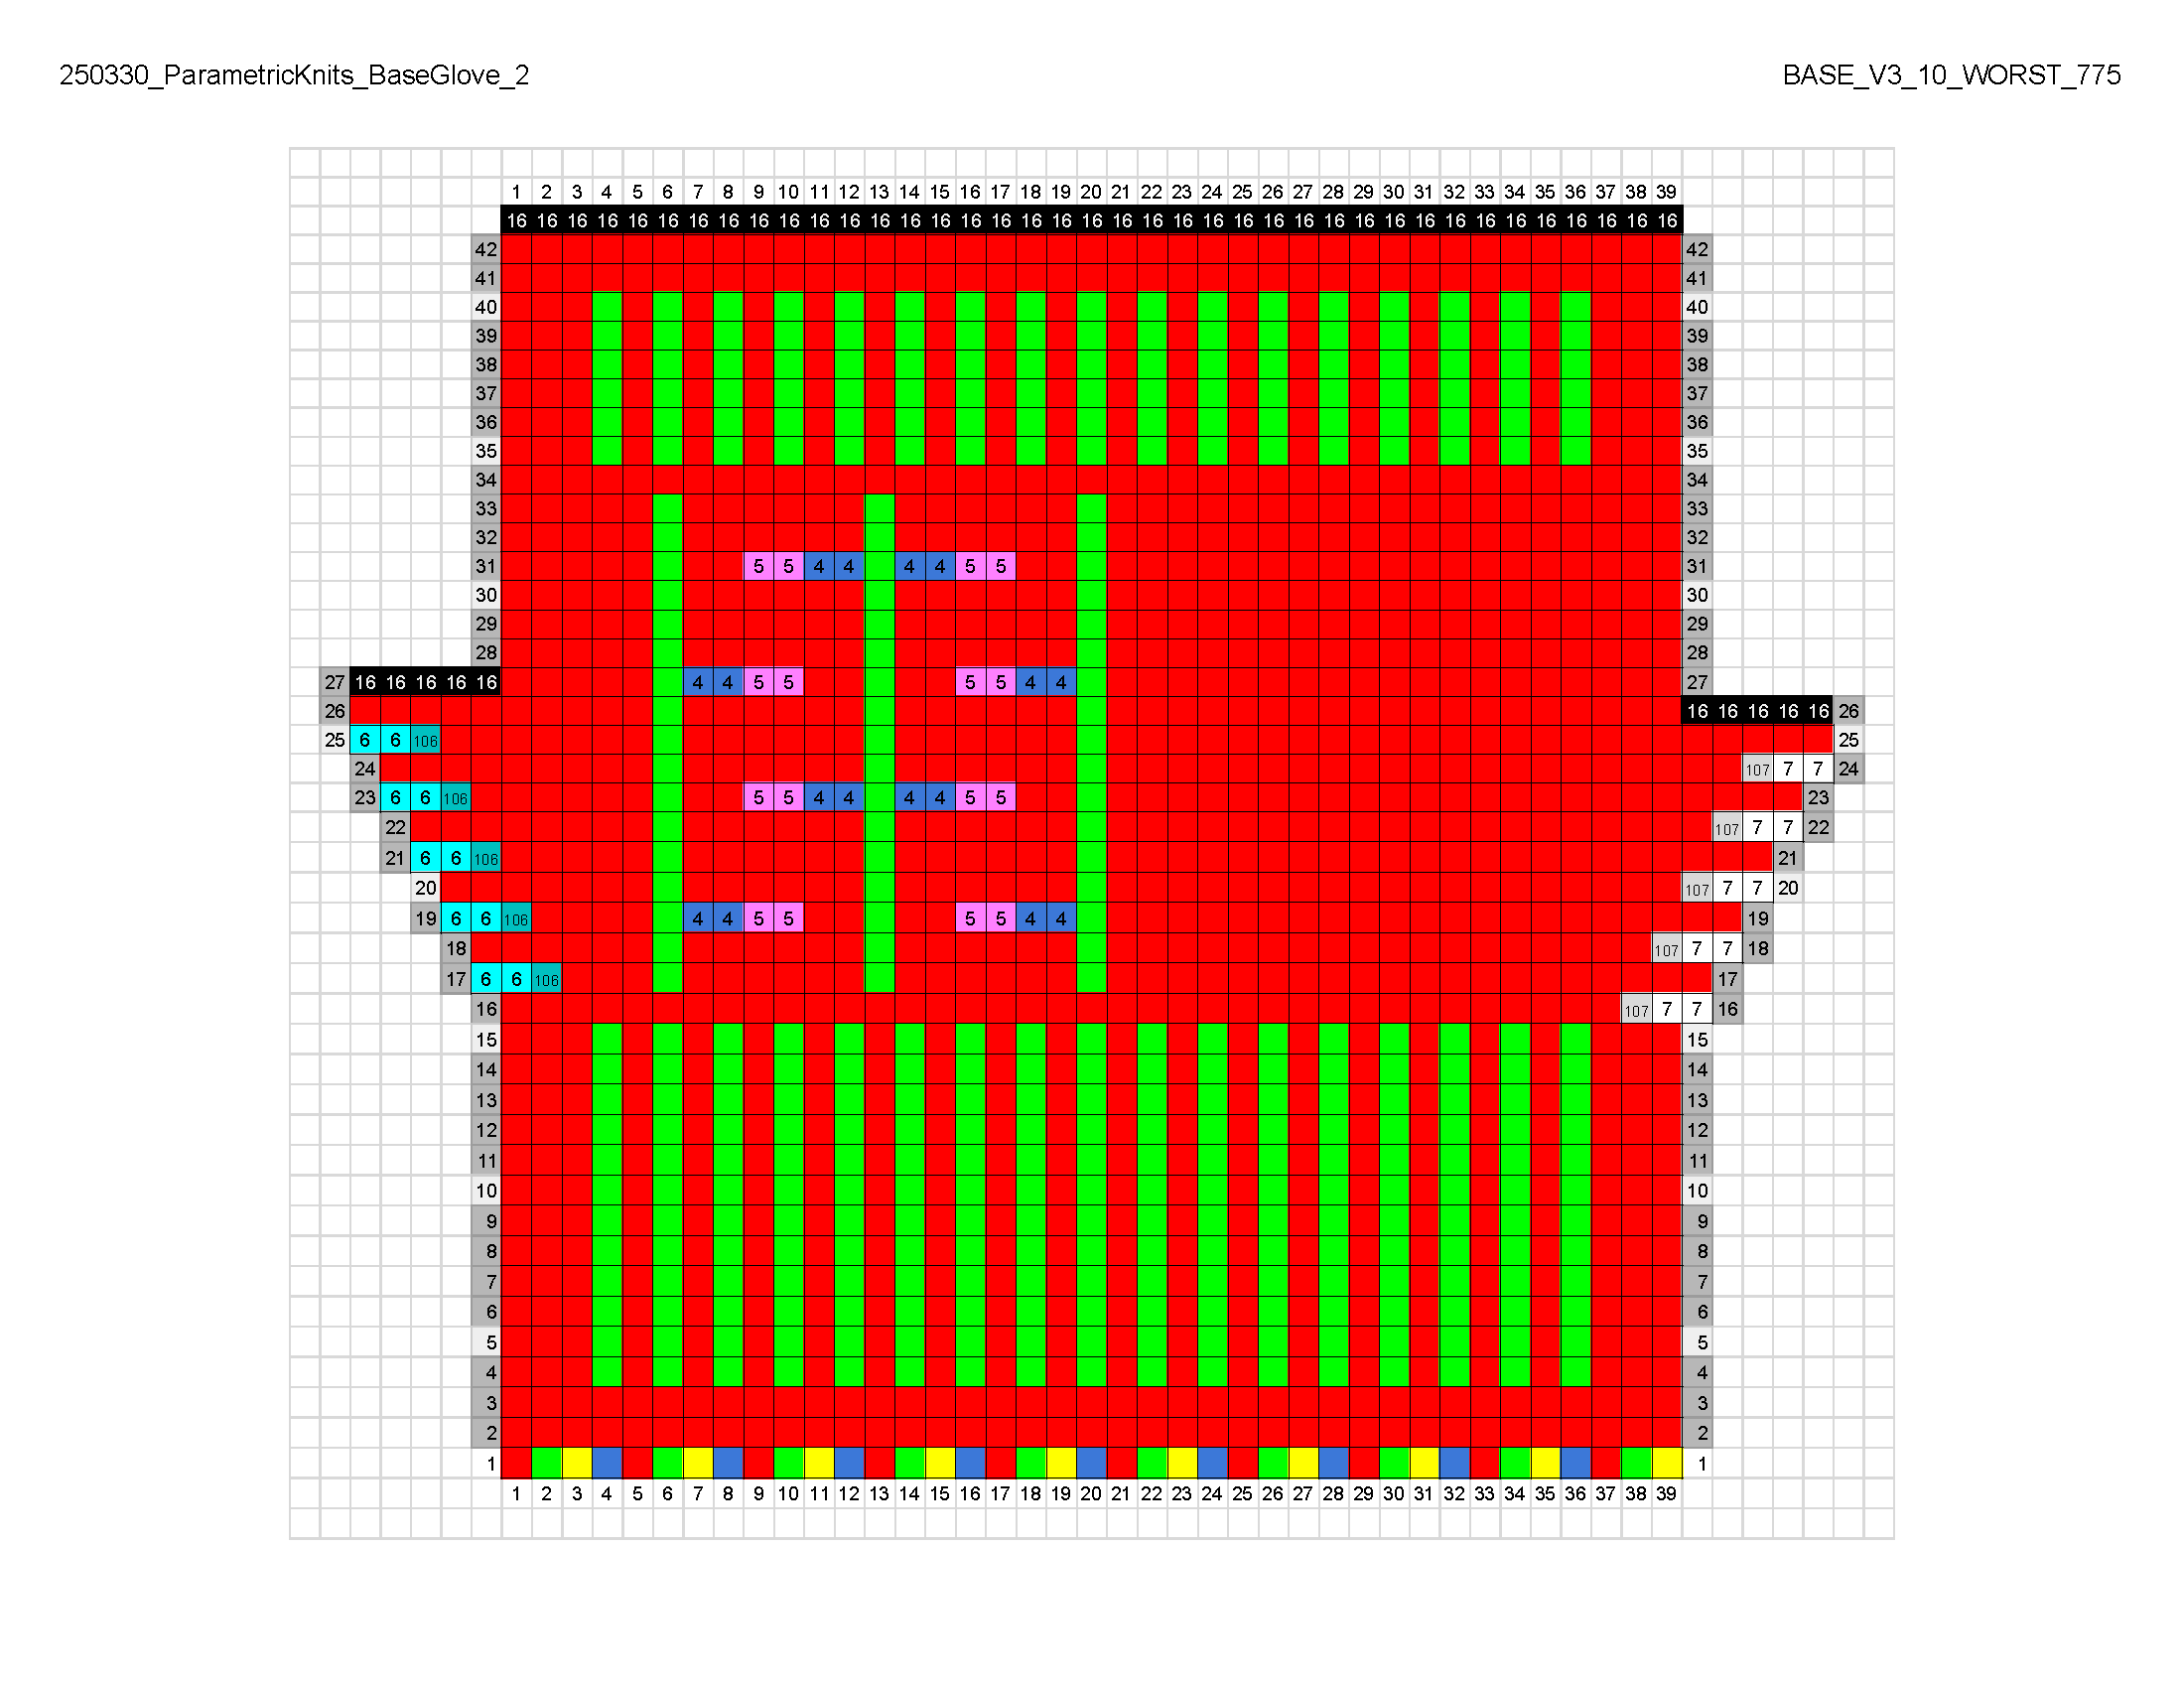 250330_ParametricKnits_BaseGlove_2 BASE_V3_10_WORST_775
1 2 3 4 5 6 7 8 9 10 11 12 13 14 15 16 17 18 19 20 21 22 23 24 25 26 27 28 29 30 31 32 33 34 35 36 37 38 39
16 16 16 16 16 16 16 16 16 16 16 16 16 16 16 16 16 16 16 16 16 16 16 16 16 16 16 16 16 16 16 16 16 16 16 16 16 16 16
42 42
41 41
40 40
39 39
38 38
37 37
36 36
35 35
34 34
33 33
32 32
31 5 5 4 4 4 4 5 5 31
30 30
29 29
28 28
27 16 16 16 16 16 4 4 5 5 5 5 4 4 27
26 16 16 16 16 16 26
25 6 6 106 25
24 107 7 7 24
23 6 6 106 5 5 4 4 4 4 5 5 23
22 107 7 7 22
21 6 6 106 21
20 107 7 7 20
19 6 6 106 4 4 5 5 5 5 4 4 19
18 107 7 7 18
17 6 6 106 17
16 107 7 7 16
15 15
14 14
13 13
12 12
11 11
10 10
9 9
8 8
7 7
6 6
5 5
4 4
3 3
2 2
1 1
1 2 3 4 5 6 7 8 9 10 11 12 13 14 15 16 17 18 19 20 21 22 23 24 25 26 27 28 29 30 31 32 33 34 35 36 37 38 39